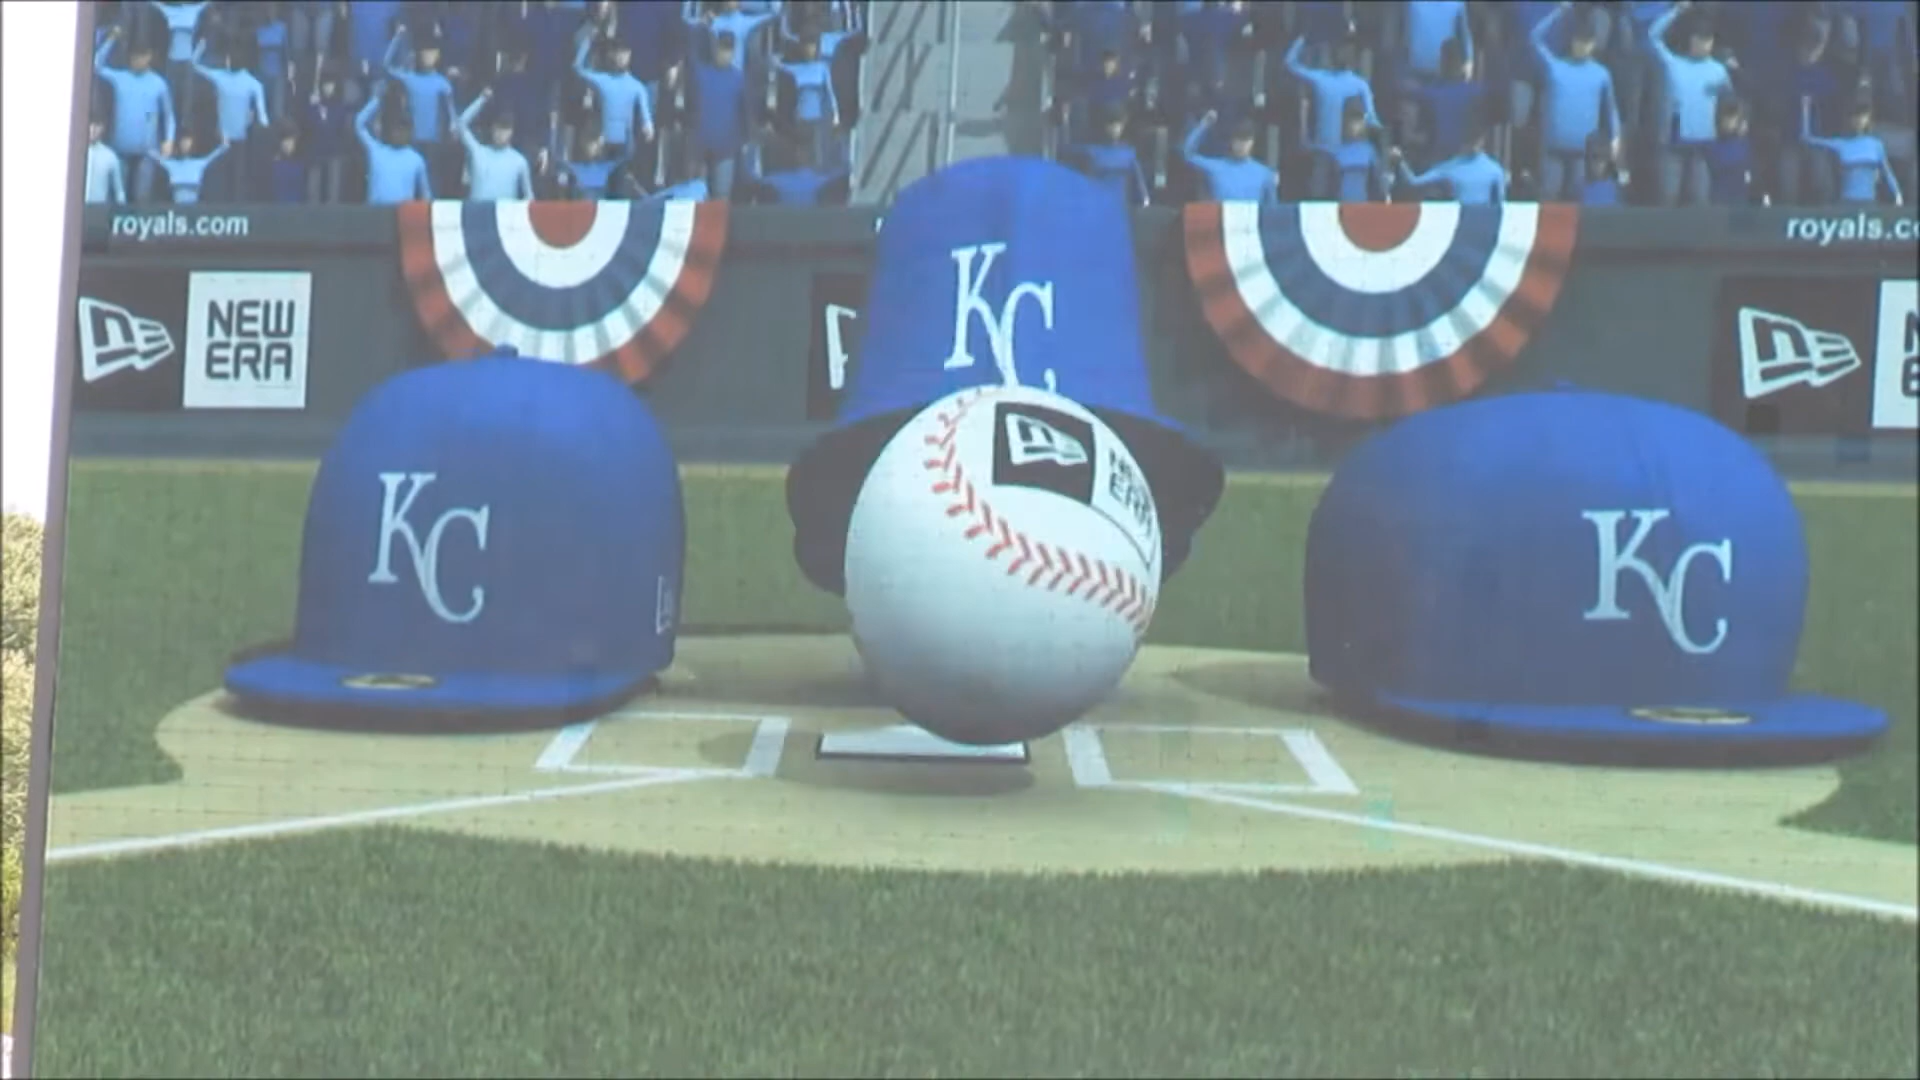 royals.com
royals.c
NEW
ERA
KC
KC
KC
NEW
ERA